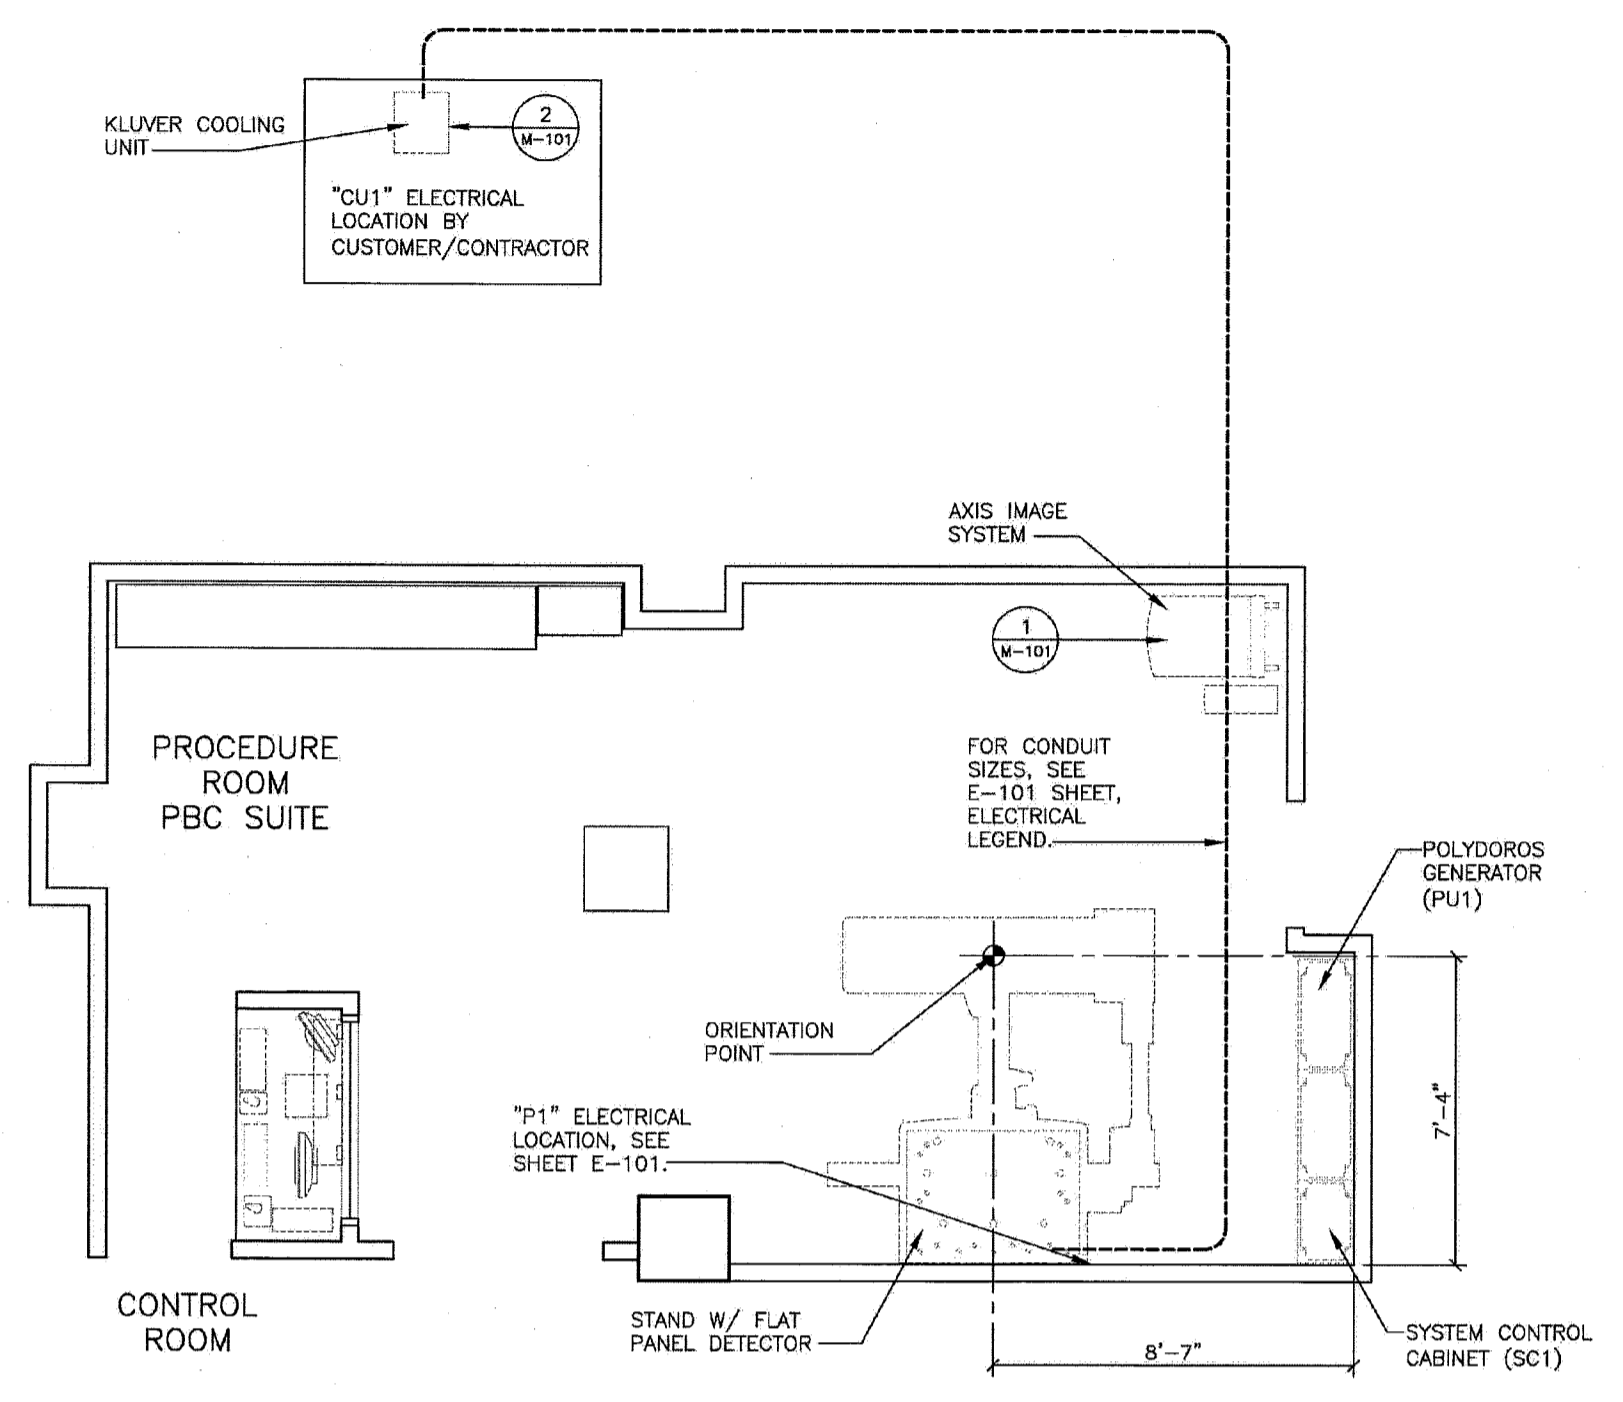 KLUVER COOLING
UNIT
2
M-101
"CU1" ELECTRICAL
LOCATION BY
CUSTOMER/CONTRACTOR
AXIS IMAGE
SYSTEM
1
M-101
PROCEDURE
ROOM
PBC SUITE
FOR CONDUIT
SIZES, SEE
E-101 SHEET,
ELECTRICAL
LEGEND.
POLYDOROS
GENERATOR
(PU1)
ORIENTATION
POINT
"P1" ELECTRICAL
LOCATION, SEE
SHEET E-101.
7'-4"
CONTROL
ROOM
STAND W/ FLAT
PANEL DETECTOR
8'-7"
SYSTEM CONTROL
CABINET (SC1)